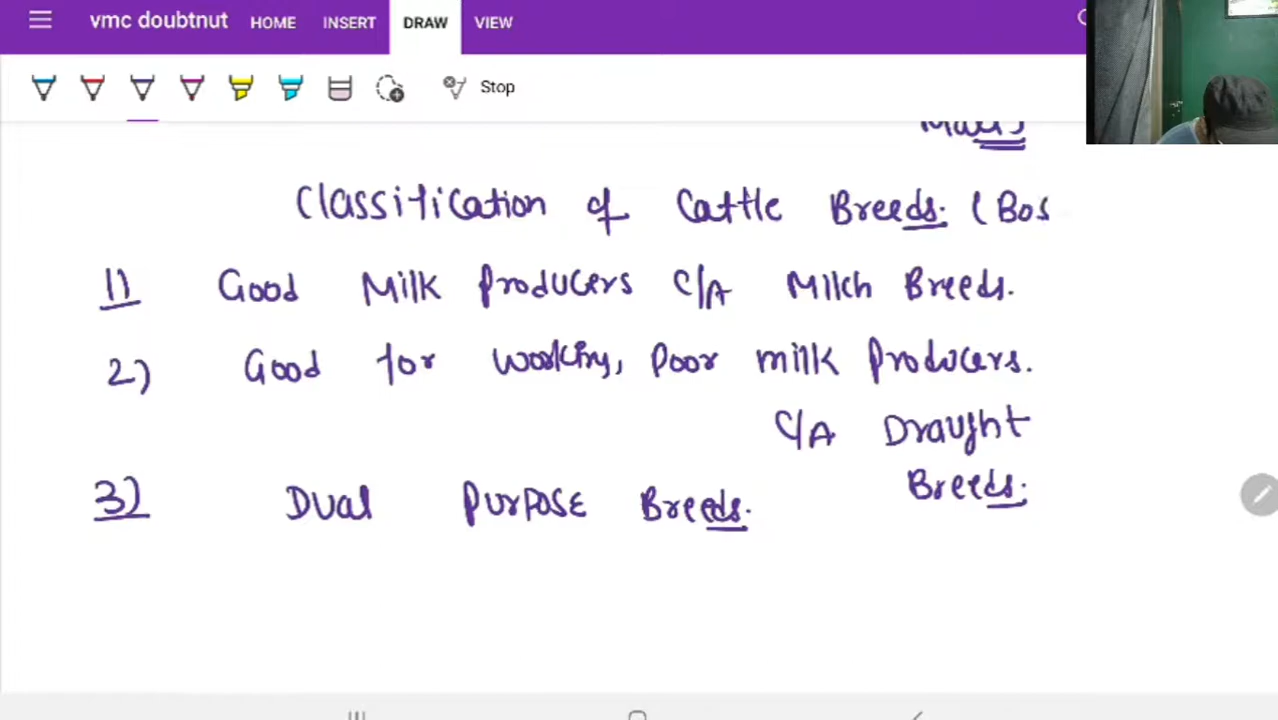 vmc doubtnut HOME INSERT DRAW VIEW
Stop
Classification of Cattle Breeds. (Bos
1) Good Milk Producers C/A Milch Breeds.
2) Good for working, Poor milk Producers.
C/A Draught
Breeds.
3) Dual Purpose Breeds.